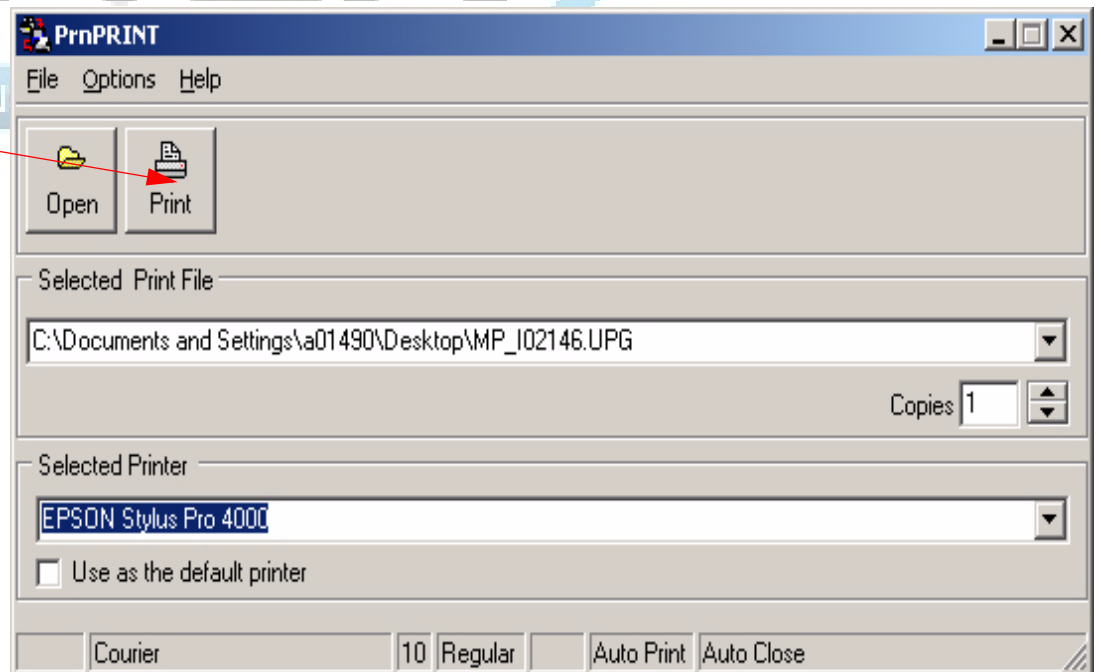 PrnPRINT
File Options Help
Open Print
Selected Print File
C:\Documents and Settings\a01490\Desktop\MP_I02146.UPG
Copies 1
Selected Printer
EPSON Stylus Pro 4000
Use as the default printer
Courier 10 Regular Auto Print Auto Close